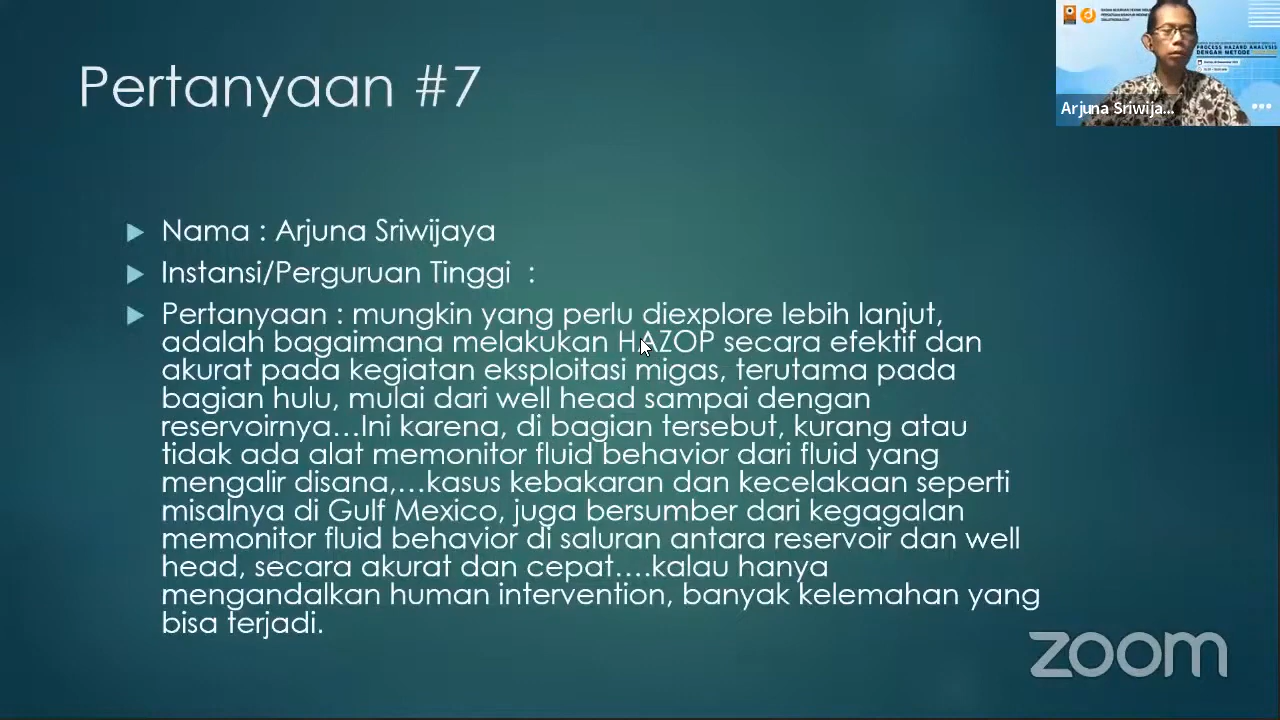 Pertanyaan #7
Nama : Arjuna Sriwijaya
Instansi/Perguruan Tinggi :
Pertanyaan : mungkin yang perlu diexplore lebih lanjut,
adalah bagaimana melakukan HAZOP secara efektif dan
akurat pada kegiatan eksploitasi migas, terutama pada
bagian hulu, mulai dari well head sampai dengan
reservoirnya...Ini karena, di bagian tersebut, kurang atau
tidak ada alat memonitor fluid behavior dari fluid yang
mengalir disana,...kasus kebakaran dan kecelakaan seperti
misalnya di Gulf Mexico, juga bersumber dari kegagalan
memonitor fluid behavior di saluran antara reservoir dan well
head, secara akurat dan cepat....kalau hanya
mengandalkan human intervention, banyak kelemahan yang
bisa terjadi.
PROCESS HAZARD ANALYSIS
DENGAN METODE
Arjuna Sriwija...
zoom